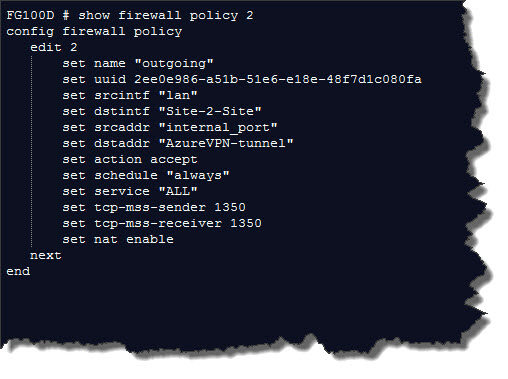 FG100D # show firewall policy 2
config firewall policy
edit 2
set name "outgoing"
set uuid 2ee0e986-a51b-51e6-e18e-48f7d1c080fa
set srcintf "lan"
set dstintf "Site-2-Site"
set srcaddr "internal_port"
set dstaddr "AzureVPN-tunnel"
set action accept
set schedule "always"
set service "ALL"
set tcp-mss-sender 1350
set tcp-mss-receiver 1350
set nat enable
next
end